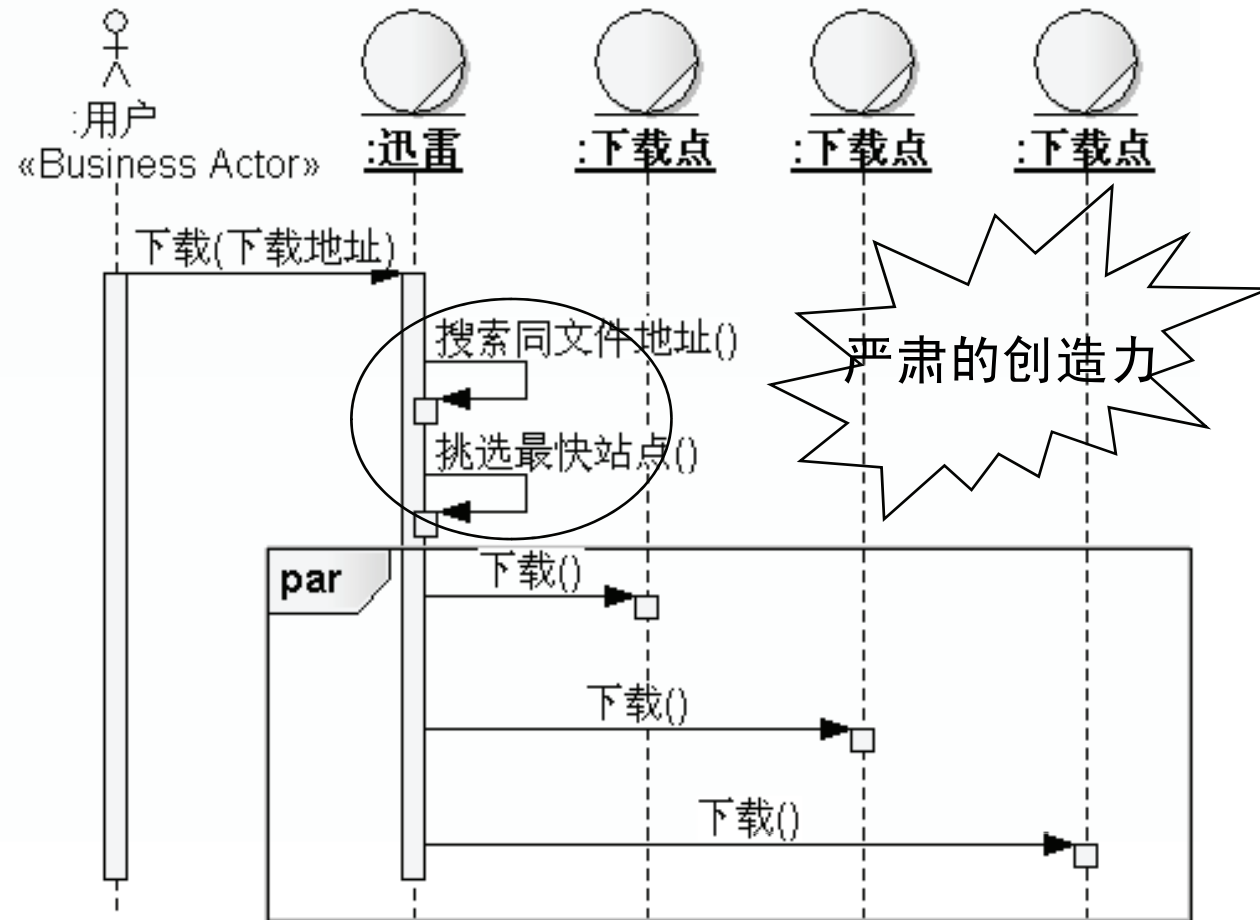 :用户
«Business Actor»
:迅雷
:下载点
:下载点
:下载点
下载(下载地址)
搜索同文件地址()
严肃的创造力
挑选最快站点()
par
下载()
下载()
下载()